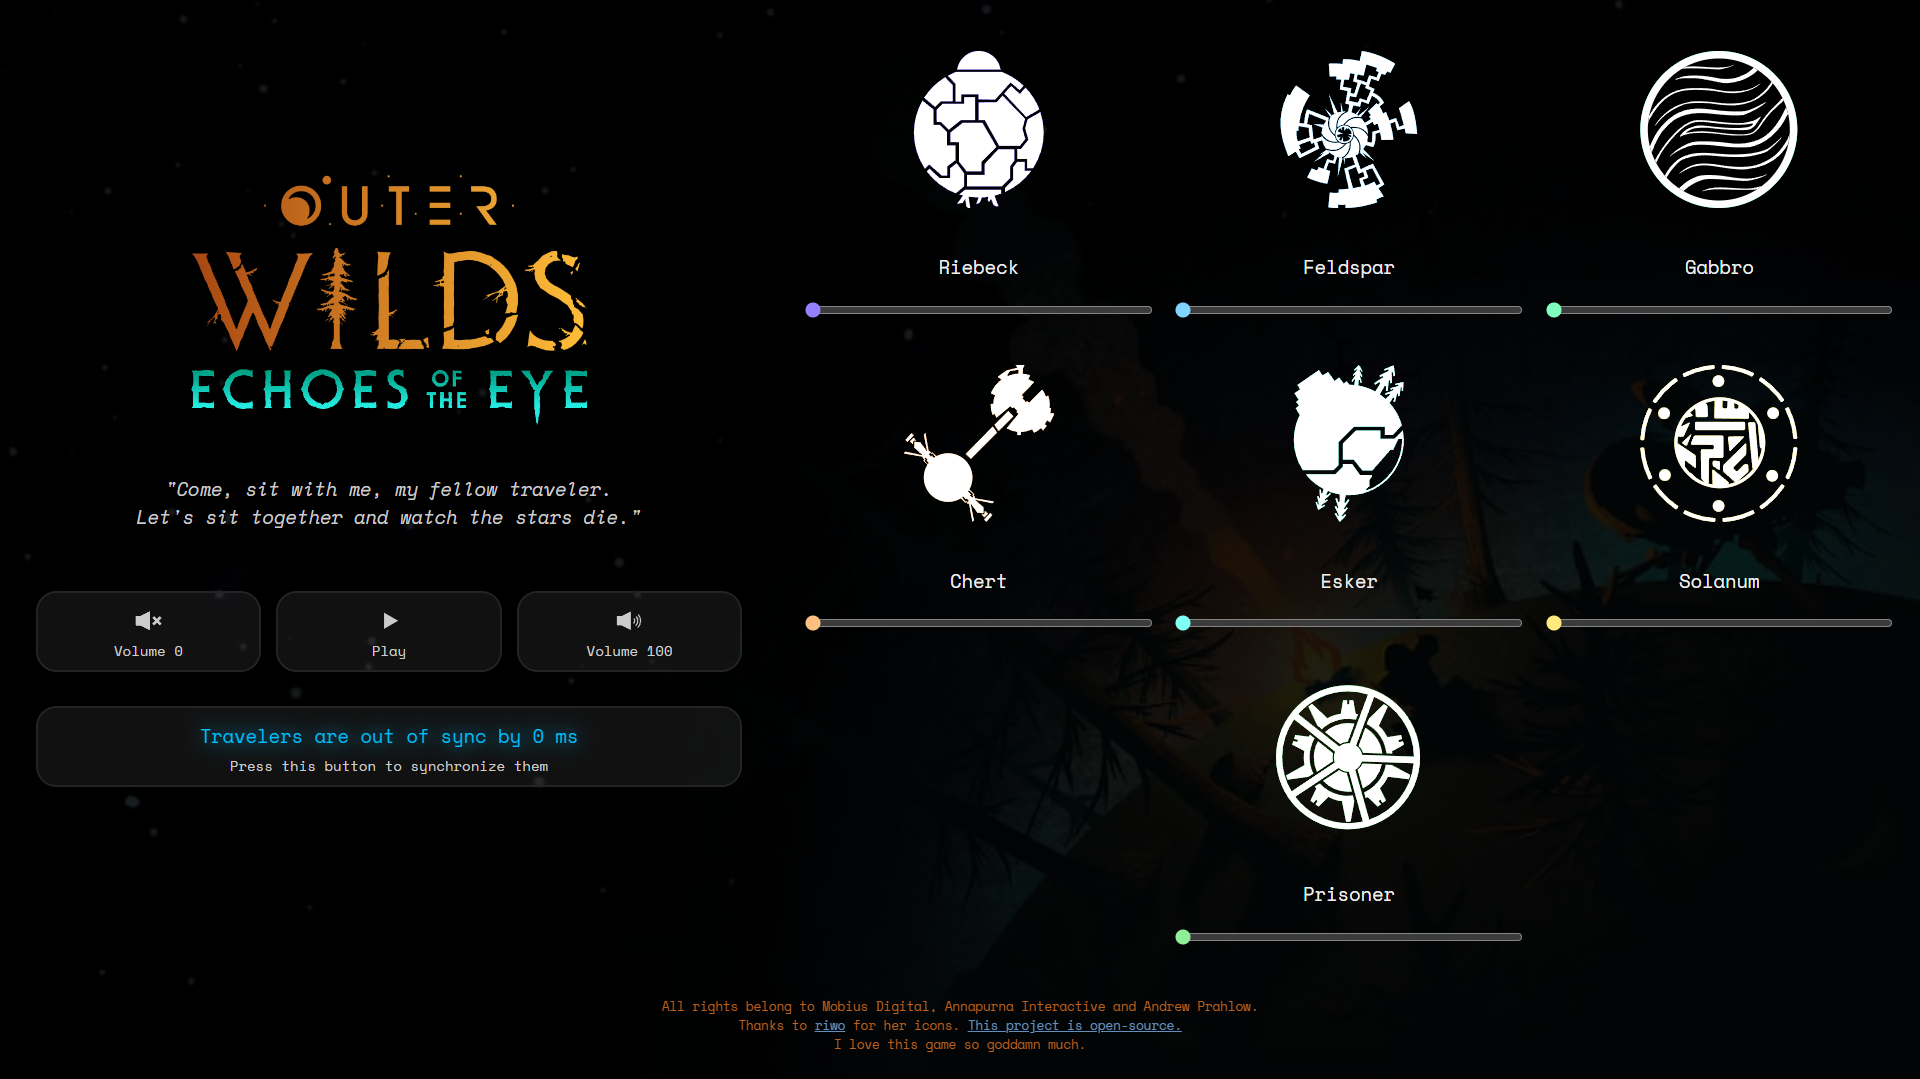 OUTER
WILDS
ECHOES OF THE EYE
"Come, sit with me, my fellow traveler.
Let's sit together and watch the stars die."
Volume 0
Play
Volume 100
Travelers are out of sync by 0 ms
Press this button to synchronize them
Riebeck
Feldspar
Gabbro
Chert
Esker
Solanum
Prisoner
All rights belong to Mobius Digital, Annapurna Interactive and Andrew Prahlow.
Thanks to riwo for her icons. This project is open-source.
I love this game so goddamn much.